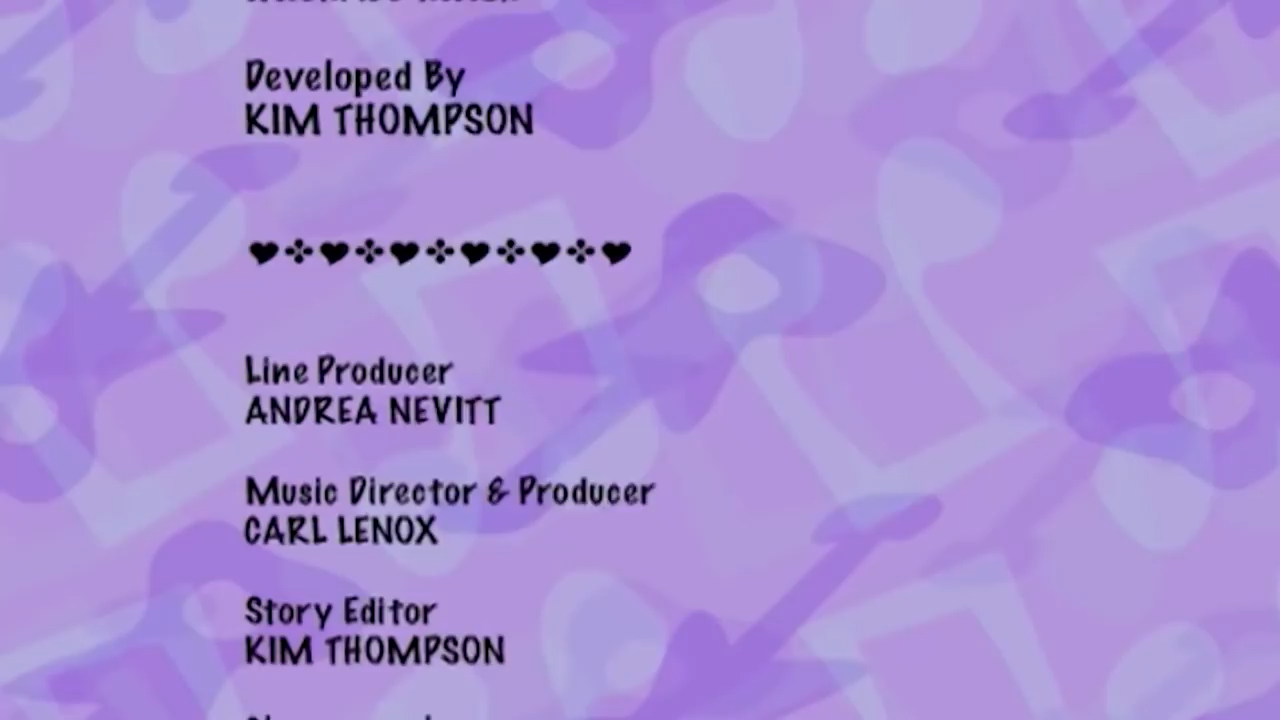 Developed By
KIM THOMPSON
❤✤❤✤❤✤❤✤❤✤❤
Line Producer
ANDREA NEVITT
Music Director & Producer
CARL LENOX
Story Editor
KIM THOMPSON